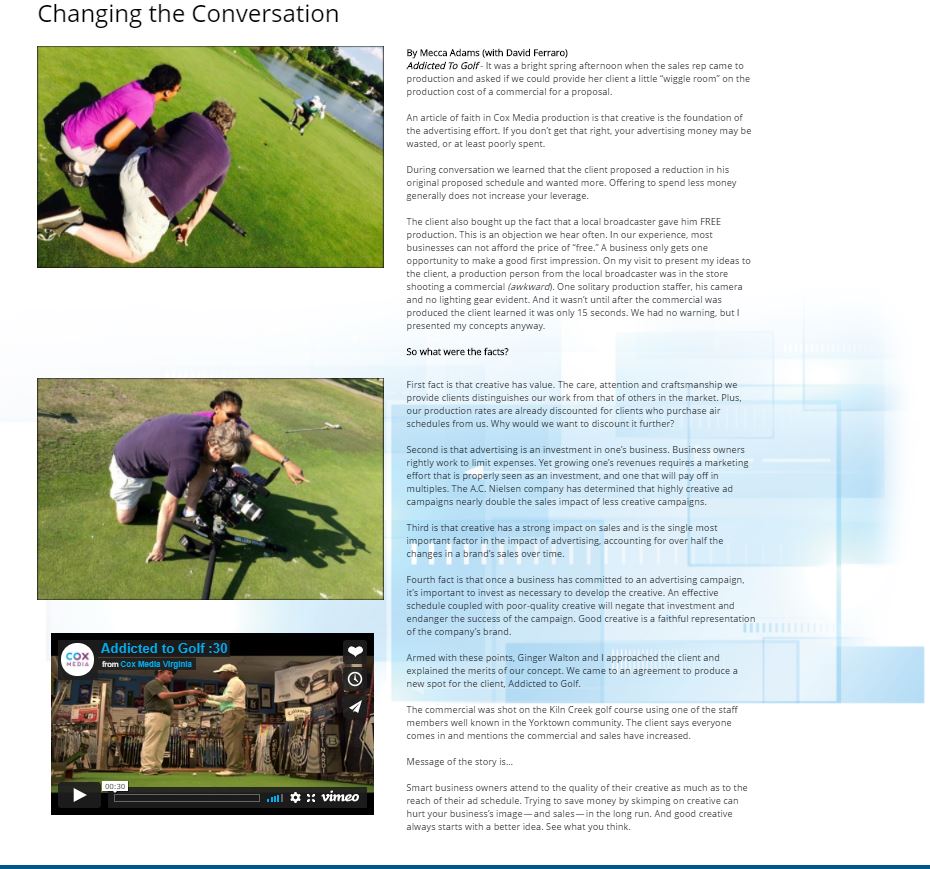 Changing the Conversation
By Mecca Adams (with David Ferraro)
Addicted To Golf - It was a bright spring afternoon when the sales rep came to
production and asked if we could provide her client a little “wiggle room” on the
production cost of a commercial for a proposal.
An article of faith in Cox Media production is that creative is the foundation of
the advertising effort. If you don’t get that right, your advertising money may be
wasted, or at least poorly spent.
During conversation we learned that the client proposed a reduction in his
original proposed schedule and wanted more. Offering to spend less money
generally does not increase your leverage.
The client also bought up the fact that a local broadcaster gave him FREE
production. This is an objection we hear often. In our experience, most
businesses can not afford the price of “free.” A business only gets one
opportunity to make a good first impression. On my visit to present my ideas to
the client, a production person from the local broadcaster was in the store
shooting a commercial (awkward). One solitary production staffer, his camera
and no lighting gear evident. And it wasn’t until after the commercial was
produced the client learned it was only 15 seconds. We had no warning, but I
presented my concepts anyway.
So what were the facts?
First fact is that creative has value. The care, attention and craftsmanship we
provide clients distinguishes our work from that of others in the market. Plus,
our production rates are already discounted for clients who purchase air
schedules from us. Why would we want to discount it further?
Second is that advertising is an investment in one’s business. Business owners
rightly work to limit expenses. Yet growing one’s revenues requires a marketing
effort that is properly seen as an investment, and one that will pay off in
multiples. The A.C. Nielsen company has determined that highly creative ad
campaigns nearly double the sales impact of less creative campaigns.
Third is that creative has a strong impact on sales and is the single most
important factor in the impact of advertising, accounting for over half the
changes in a brand’s sales over time.
Fourth fact is that once a business has committed to an advertising campaign,
it’s important to invest as necessary to develop the creative. An effective
schedule coupled with poor-quality creative will negate that investment and
endanger the success of the campaign. Good creative is a faithful representation
of the company’s brand.
Armed with these points, Ginger Walton and I approached the client and
explained the merits of our concept. We came to an agreement to produce a
new spot for the client, Addicted to Golf.
The commercial was shot on the Kiln Creek golf course using one of the staff
members well known in the Yorktown community. The client says everyone
comes in and mentions the commercial and sales have increased.
Message of the story is...
Smart business owners attend to the quality of their creative as much as to the
reach of their ad schedule. Trying to save money by skimping on creative can
hurt your business’s image—and sales—in the long run. And good creative
always starts with a better idea. See what you think.
COX
MEDIA
Addicted to Golf :30
from Cox Media Virginia
00:30
vimeo